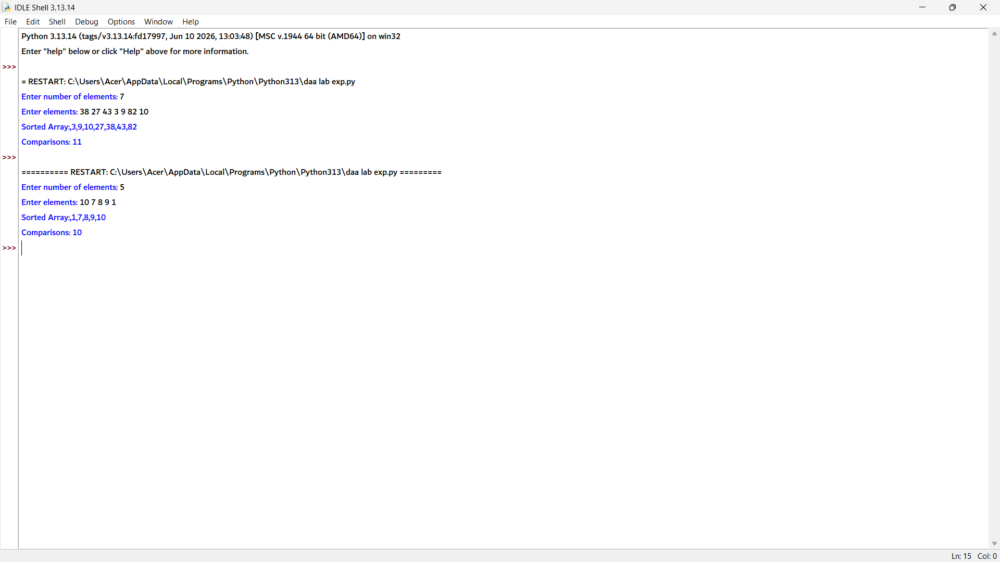 IDLE Shell 3.13.14
File Edit Shell Debug Options Window Help
Python 3.13.14 (tags/v3.13.14:fd17997, Jun 10 2026, 13:03:48) [MSC v.1944 64 bit (AMD64)] on win32
Enter "help" below or click "Help" above for more information.
>>>
= RESTART: C:\Users\Acer\AppData\Local\Programs\Python\Python313\daa lab exp.py
Enter number of elements: 7
Enter elements: 38 27 43 3 9 82 10
Sorted Array:,3,9,10,27,38,43,82
Comparisons: 11
>>>
========== RESTART: C:\Users\Acer\AppData\Local\Programs\Python\Python313\daa lab exp.py =========
Enter number of elements: 5
Enter elements: 10 7 8 9 1
Sorted Array:,1,7,8,9,10
Comparisons: 10
>>>
Ln: 15 Col: 0